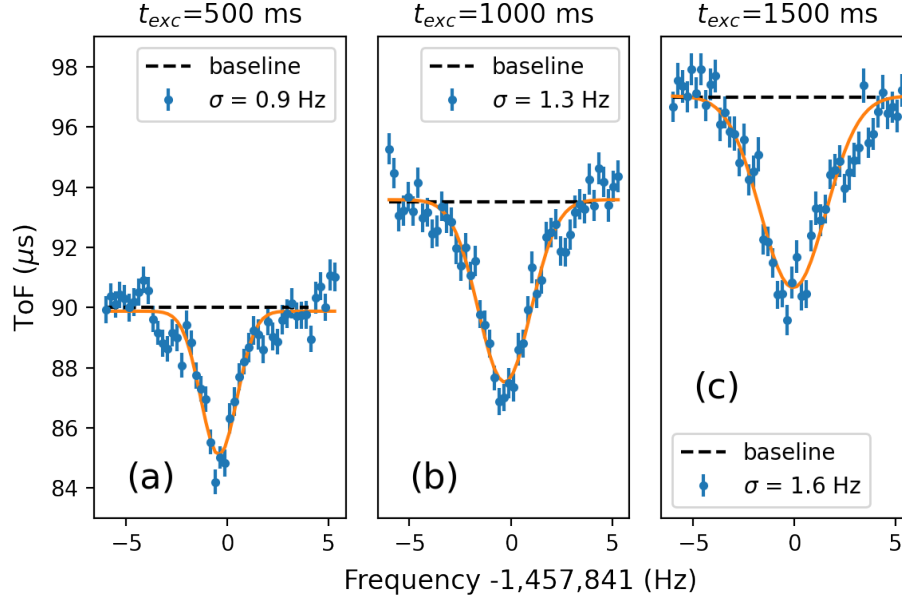 t_exc=500 ms
t_exc=1000 ms
t_exc=1500 ms
ToF (μs)
98
96
94
92
90
88
86
84
baseline
σ = 0.9 Hz
(a)
baseline
σ = 1.3 Hz
(b)
(c)
baseline
σ = 1.6 Hz
−5 0 5
−5 0 5
−5 0 5
Frequency -1,457,841 (Hz)